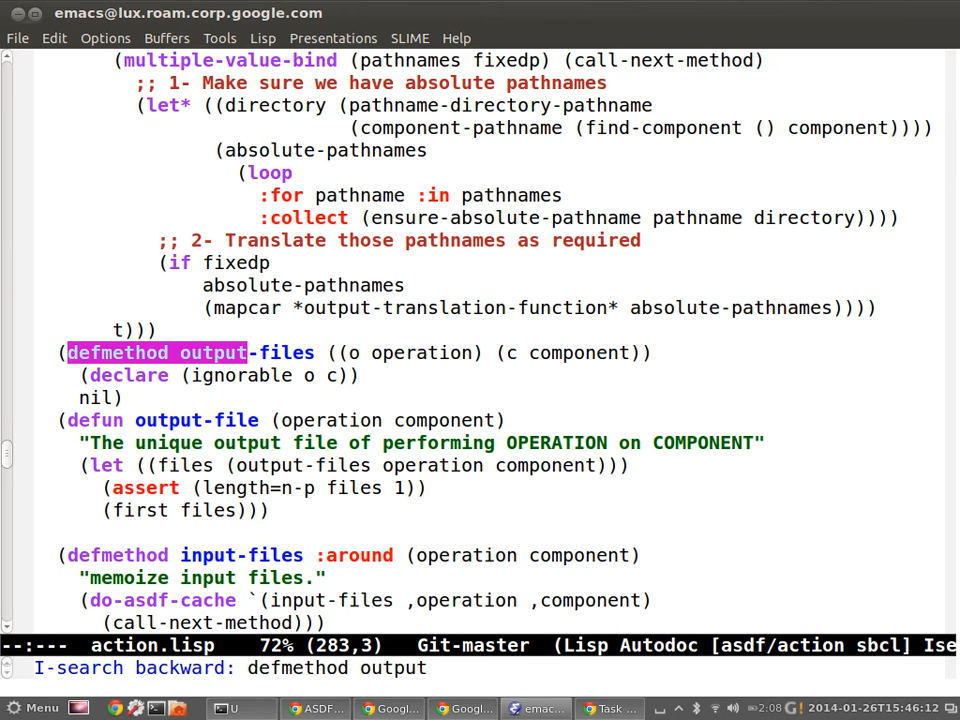 emacs@lux.roam.corp.google.com
File Edit Options Buffers Tools Lisp Presentations SLIME Help
(multiple-value-bind (pathnames fixedp) (call-next-method)
;; 1- Make sure we have absolute pathnames
(let* ((directory (pathname-directory-pathname
(component-pathname (find-component () component))))
(absolute-pathnames
(loop
:for pathname :in pathnames
:collect (ensure-absolute-pathname pathname directory))))
;; 2- Translate those pathnames as required
(if fixedp
absolute-pathnames
(mapcar *output-translation-function* absolute-pathnames))))
t)))
(defmethod output-files ((o operation) (c component))
(declare (ignorable o c))
nil)
(defun output-file (operation component)
"The unique output file of performing OPERATION on COMPONENT"
(let ((files (output-files operation component)))
(assert (length=n-p files 1))
(first files)))
(defmethod input-files :around (operation component)
"memoize input files."
(do-asdf-cache `(input-files ,operation ,component)
(call-next-method)))
--:--- action.lisp 72% (283,3) Git-master (Lisp Autodoc [asdf/action sbcl] Ise
I-search backward: defmethod output
Menu U ASDF... Googl... Googl... emac... Task ... 2:08 2014-01-26T15:46:12